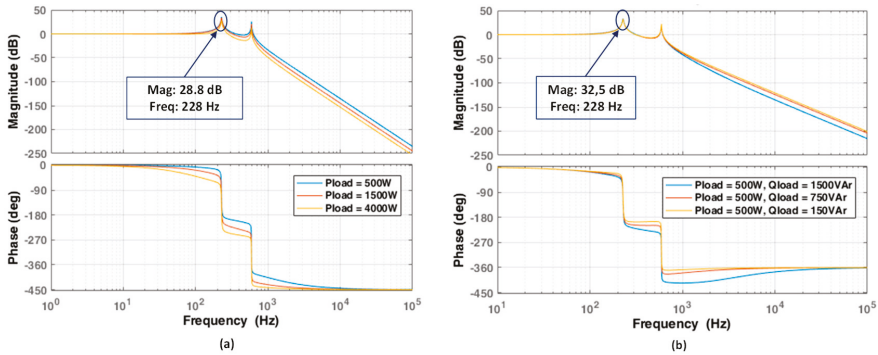 50
0
-50
-100
-150
-200
-250
Magnitude (dB)
Mag: 28.8 dB
Freq: 228 Hz
0
-90
-180
-270
-360
-450
Phase (deg)
Pload = 500W
Pload = 1500W
Pload = 4000W
10^0
10^1
10^2
10^3
10^4
10^5
Frequency (Hz)
(a)
50
0
-50
-100
-150
-200
-250
Magnitude (dB)
Mag: 32,5 dB
Freq: 228 Hz
0
-90
-180
-270
-360
-450
Phase (deg)
Pload = 500W, Qload = 1500VAr
Pload = 500W, Qload = 750VAr
Pload = 500W, Qload = 150VAr
10^1
10^2
10^3
10^4
10^5
Frequency (Hz)
(b)